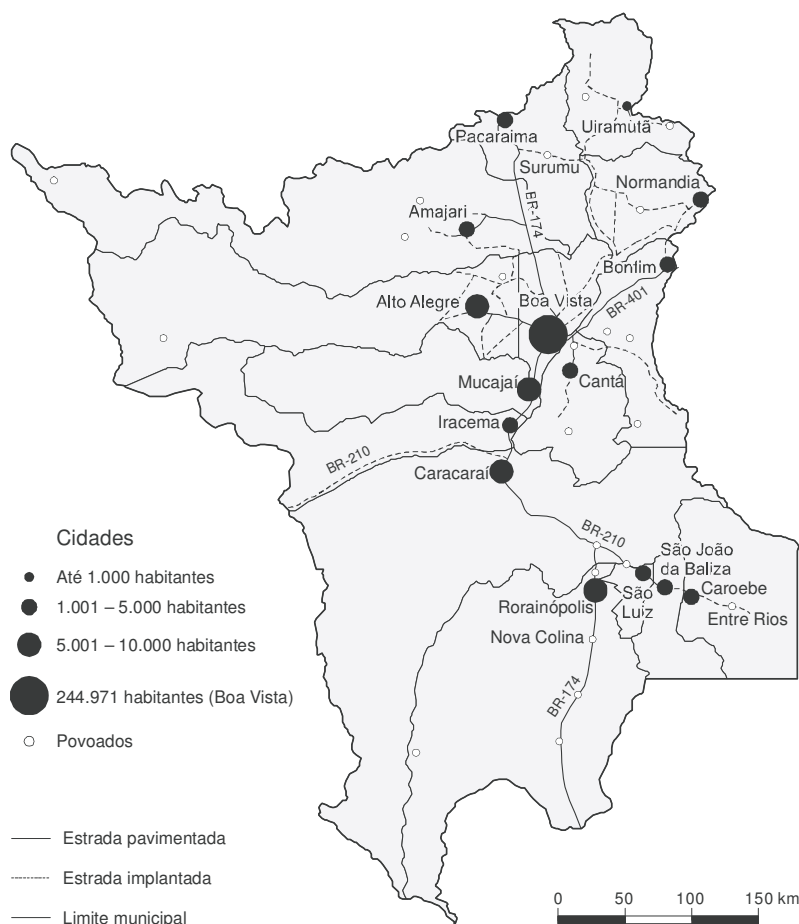 Uiramutã
Pacaraima
Surumu
Normandia
Amajari
BR-174
Bonfim
Alto Alegre
Boa Vista
BR-401
Mucajaí
Cantá
Iracema
BR-210
Caracaraí
BR-210
São João
da Baliza
Caroebe
São
Luiz
Entre Rios
Rorainópolis
Nova Colina
BR-174
Cidades
Até 1.000 habitantes
1.001 – 5.000 habitantes
5.001 – 10.000 habitantes
244.971 habitantes (Boa Vista)
Povoados
Estrada pavimentada
Estrada implantada
Limite municipal
0 50 100 150 km